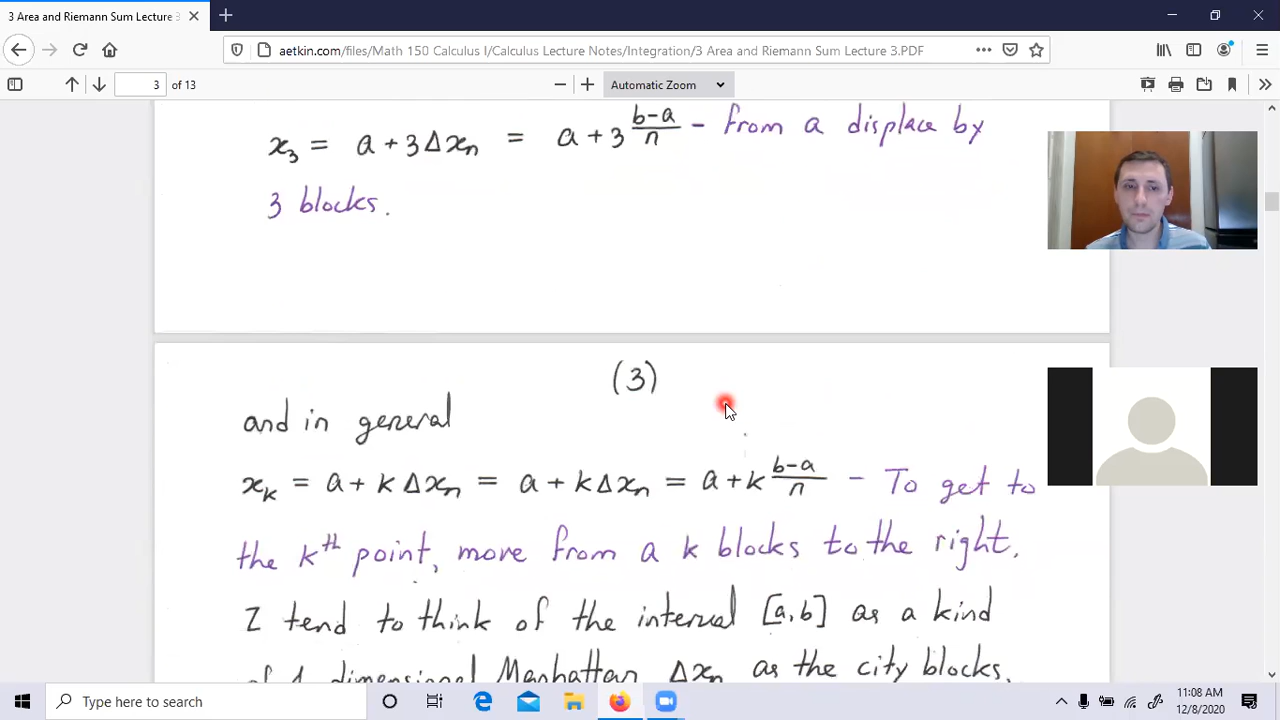 3 Area and Riemann Sum Lecture 3
aetkin.com/files/Math 150 Calculus I/Calculus Lecture Notes/Integration/3 Area and Riemann Sum Lecture 3.PDF
3 of 13
Automatic Zoom
x₃ = a + 3Δxₙ = a + 3 (b-a)/n - from a displace by
3 blocks.
(3)
and in general
xₖ = a + k Δxₙ = a + kΔxₙ = a + k (b-a)/n - To get to
the kᵗʰ point, move from a k blocks to the right.
I tend to think of the interval [a,b] as a kind
of 1 dimensional Manhattan Δxₙ as the city blocks,
Type here to search
11:08 AM
12/8/2020